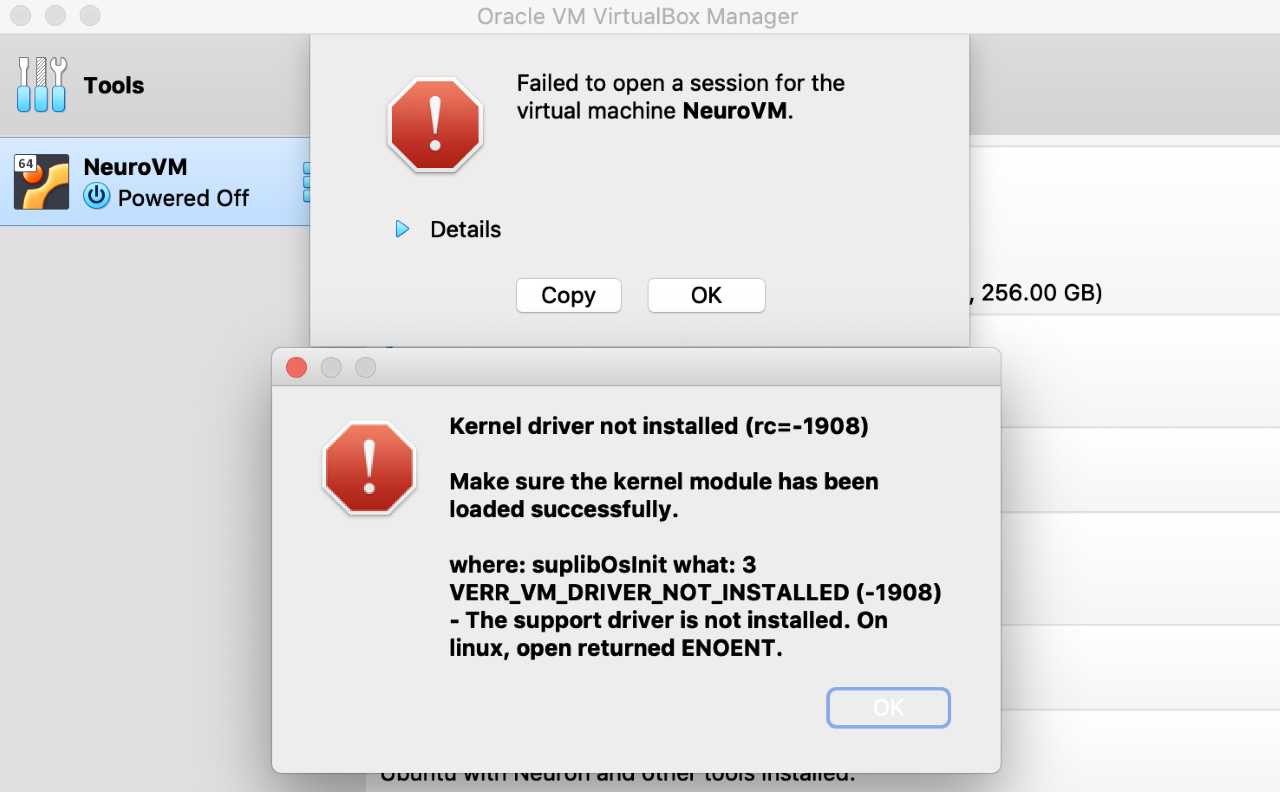 Oracle VM VirtualBox Manager
Tools
64
NeuroVM
Powered Off
Failed to open a session for the
virtual machine NeuroVM.
Details
Copy
OK
, 256.00 GB)
Kernel driver not installed (rc=-1908)
Make sure the kernel module has been
loaded successfully.
where: suplibOsInit what: 3
VERR_VM_DRIVER_NOT_INSTALLED (-1908)
- The support driver is not installed. On
linux, open returned ENOENT.
OK
Ubuntu with Neuron and other tools installed.